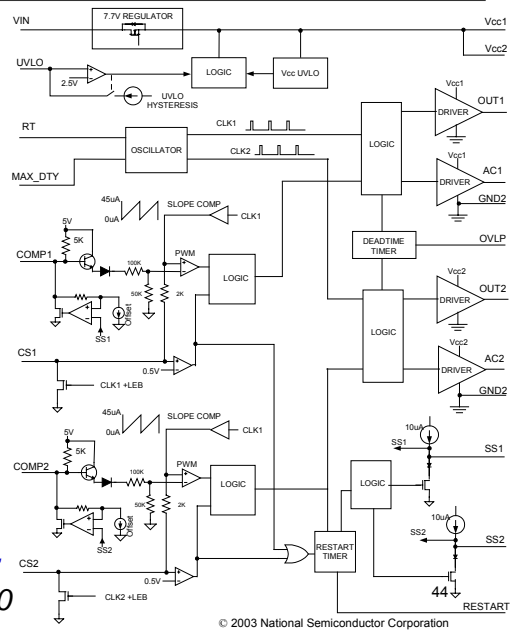 7.7V REGULATOR
VIN
Vcc1
Vcc2
UVLO
2.5V
LOGIC
Vcc UVLO
UVLO
HYSTERESIS
Vcc1
OUT1
DRIVER
RT
CLK1
OSCILLATOR
CLK2
LOGIC
MAX_DTY
Vcc1
AC1
DRIVER
GND2
45uA
0uA
SLOPE COMP
CLK1
5V
5K
DEADTIME
TIMER
OVLP
COMP1
100K
PWM
LOGIC
50K
2K
Vcc2
OUT2
DRIVER
Offset
SS1
LOGIC
CS1
0.5V
Vcc2
AC2
DRIVER
GND2
CLK1 +LEB
45uA
0uA
SLOPE COMP
CLK1
10uA
5V
5K
SS1
SS1
COMP2
100K
PWM
LOGIC
LOGIC
50K
2K
10uA
Offset
SS2
SS2
SS2
RESTART
TIMER
CS2
0.5V
44
0
CLK2 +LEB
RESTART
© 2003 National Semiconductor Corporation